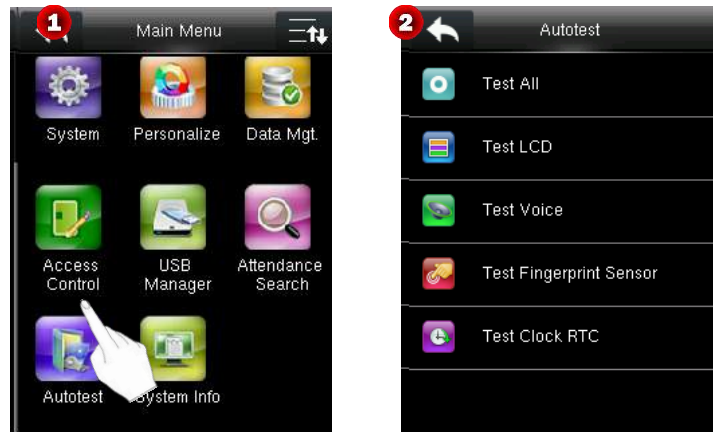 1
Main Menu
System
Personalize
Data Mgt.
Access
Control
USB
Manager
Attendance
Search
Autotest
System Info
2
Autotest
Test All
Test LCD
Test Voice
Test Fingerprint Sensor
Test Clock RTC